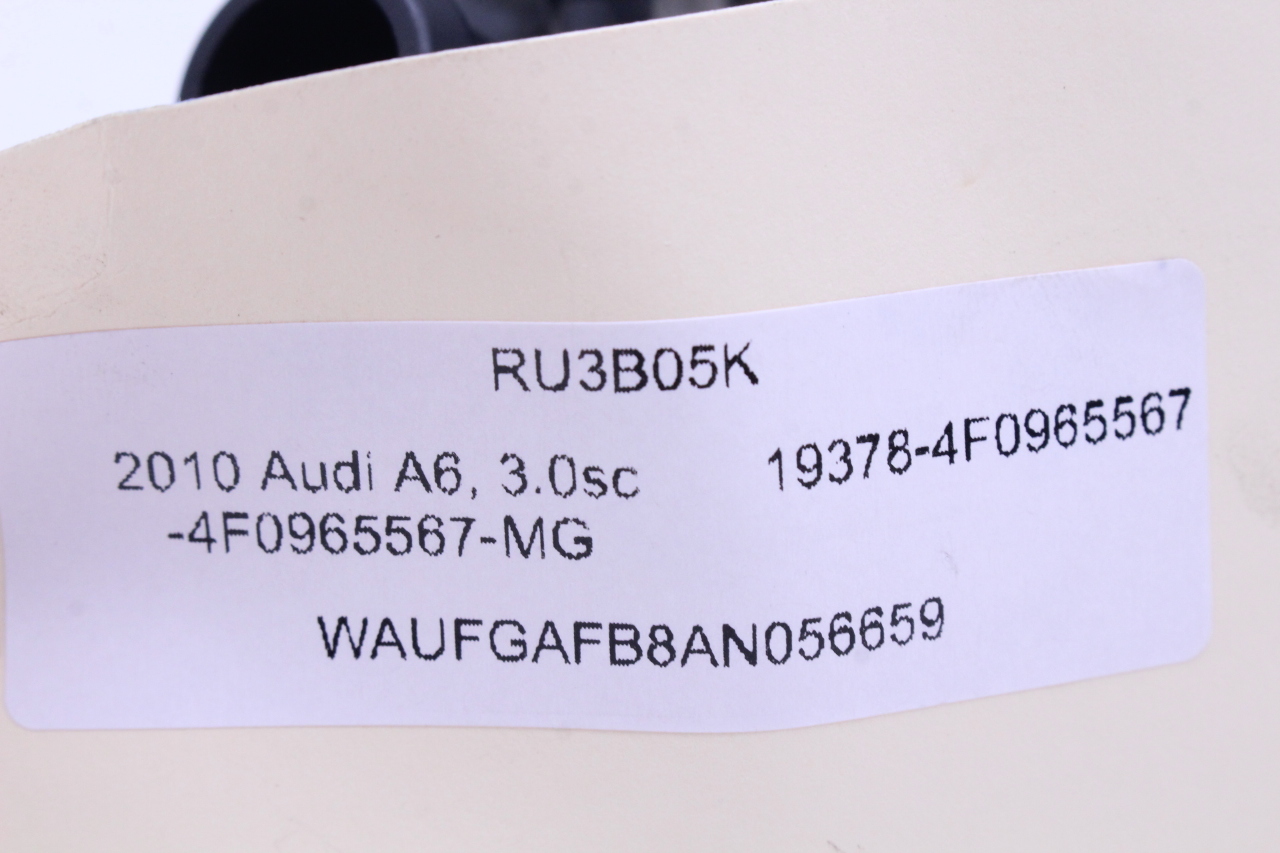 RU3B05K
2010 Audi A6, 3.0sc
-4F0965567-MG
19378-4F0965567
WAUFGAFB8AN056659